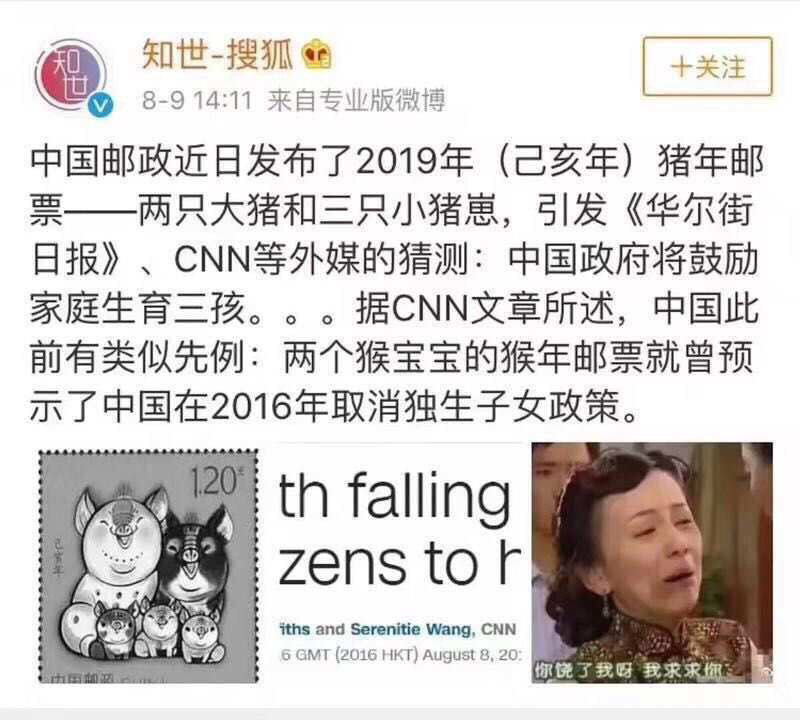 知世
知世-搜狐
+关注
8-9 14:11 来自专业版微博
中国邮政近日发布了2019年（己亥年）猪年邮
票——两只大猪和三只小猪崽，引发《华尔街
日报》、CNN等外媒的猜测：中国政府将鼓励
家庭生育三孩。。。据CNN文章所述，中国此
前有类似先例：两个猴宝宝的猴年邮票就曾预
示了中国在2016年取消独生子女政策。
1.20元
己亥年
中国邮政
th falling
zens to h
iths and Serenitie Wang, CNN
6 GMT (2016 HKT) August 8, 20
你饶了我呀 我求求你